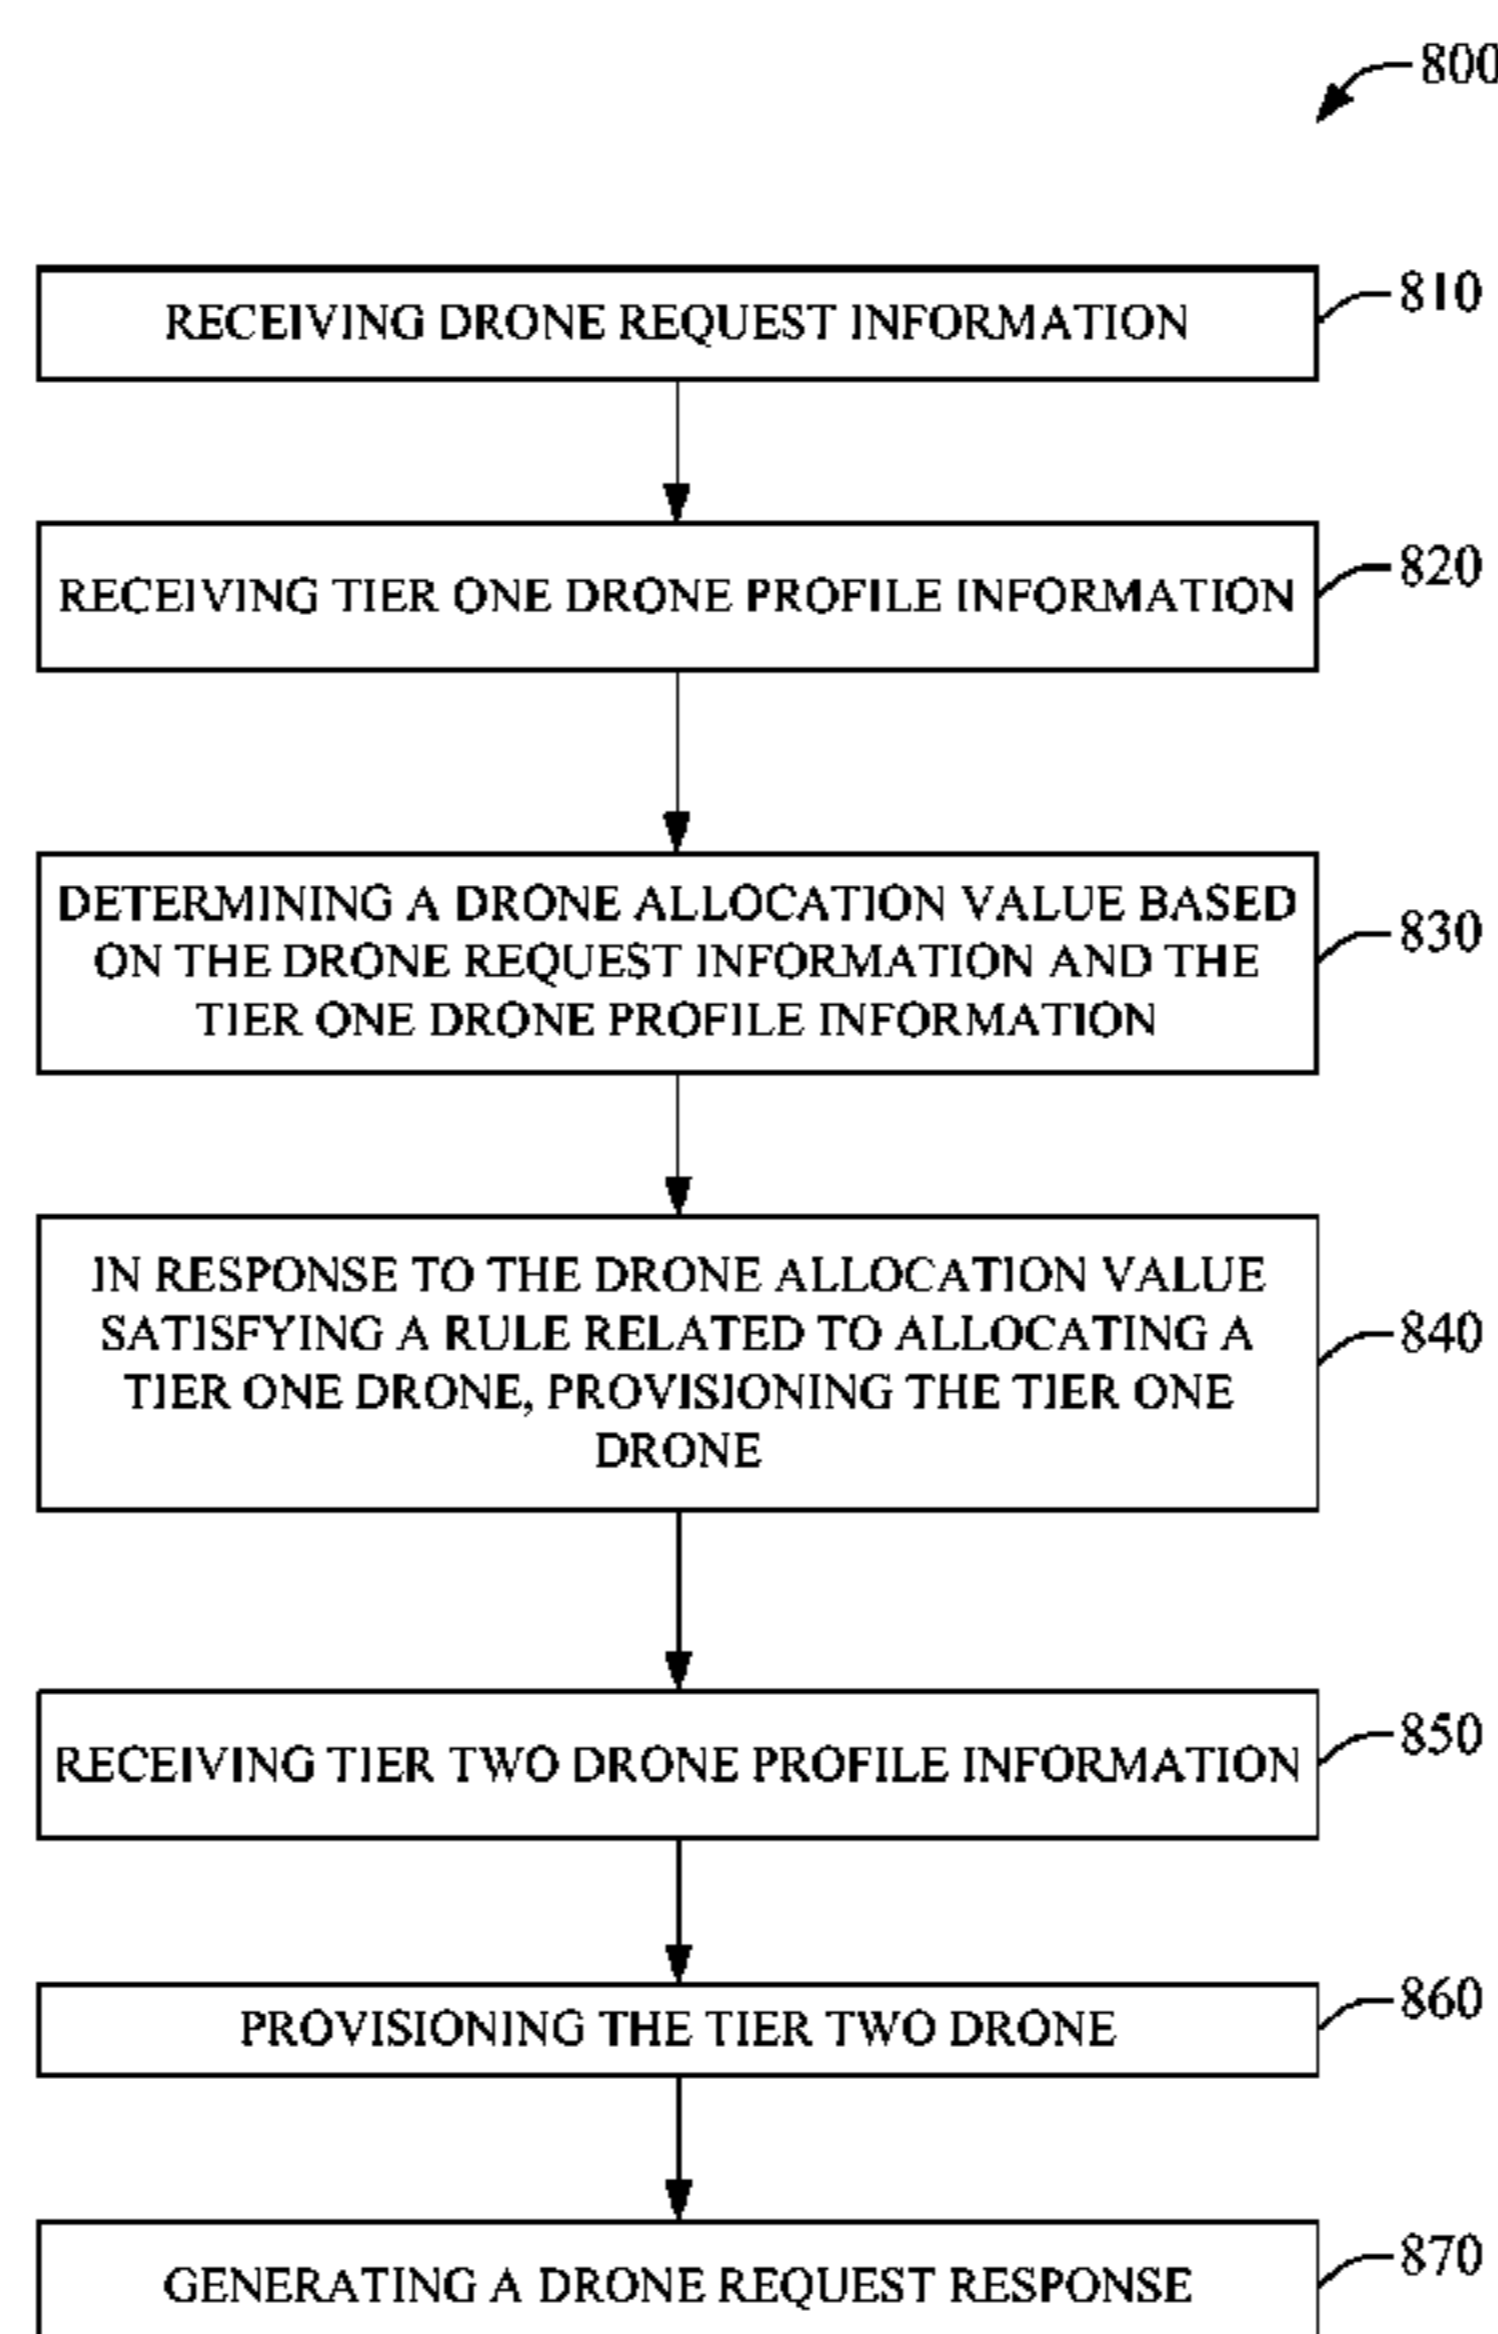 800
RECEIVING DRONE REQUEST INFORMATION
810
RECEIVING TIER ONE DRONE PROFILE INFORMATION
820
DETERMINING A DRONE ALLOCATION VALUE BASED
ON THE DRONE REQUEST INFORMATION AND THE
TIER ONE DRONE PROFILE INFORMATION
830
IN RESPONSE TO THE DRONE ALLOCATION VALUE
SATISFYING A RULE RELATED TO ALLOCATING A
TIER ONE DRONE, PROVISIONING THE TIER ONE
DRONE
840
RECEIVING TIER TWO DRONE PROFILE INFORMATION
850
PROVISIONING THE TIER TWO DRONE
860
GENERATING A DRONE REQUEST RESPONSE
870